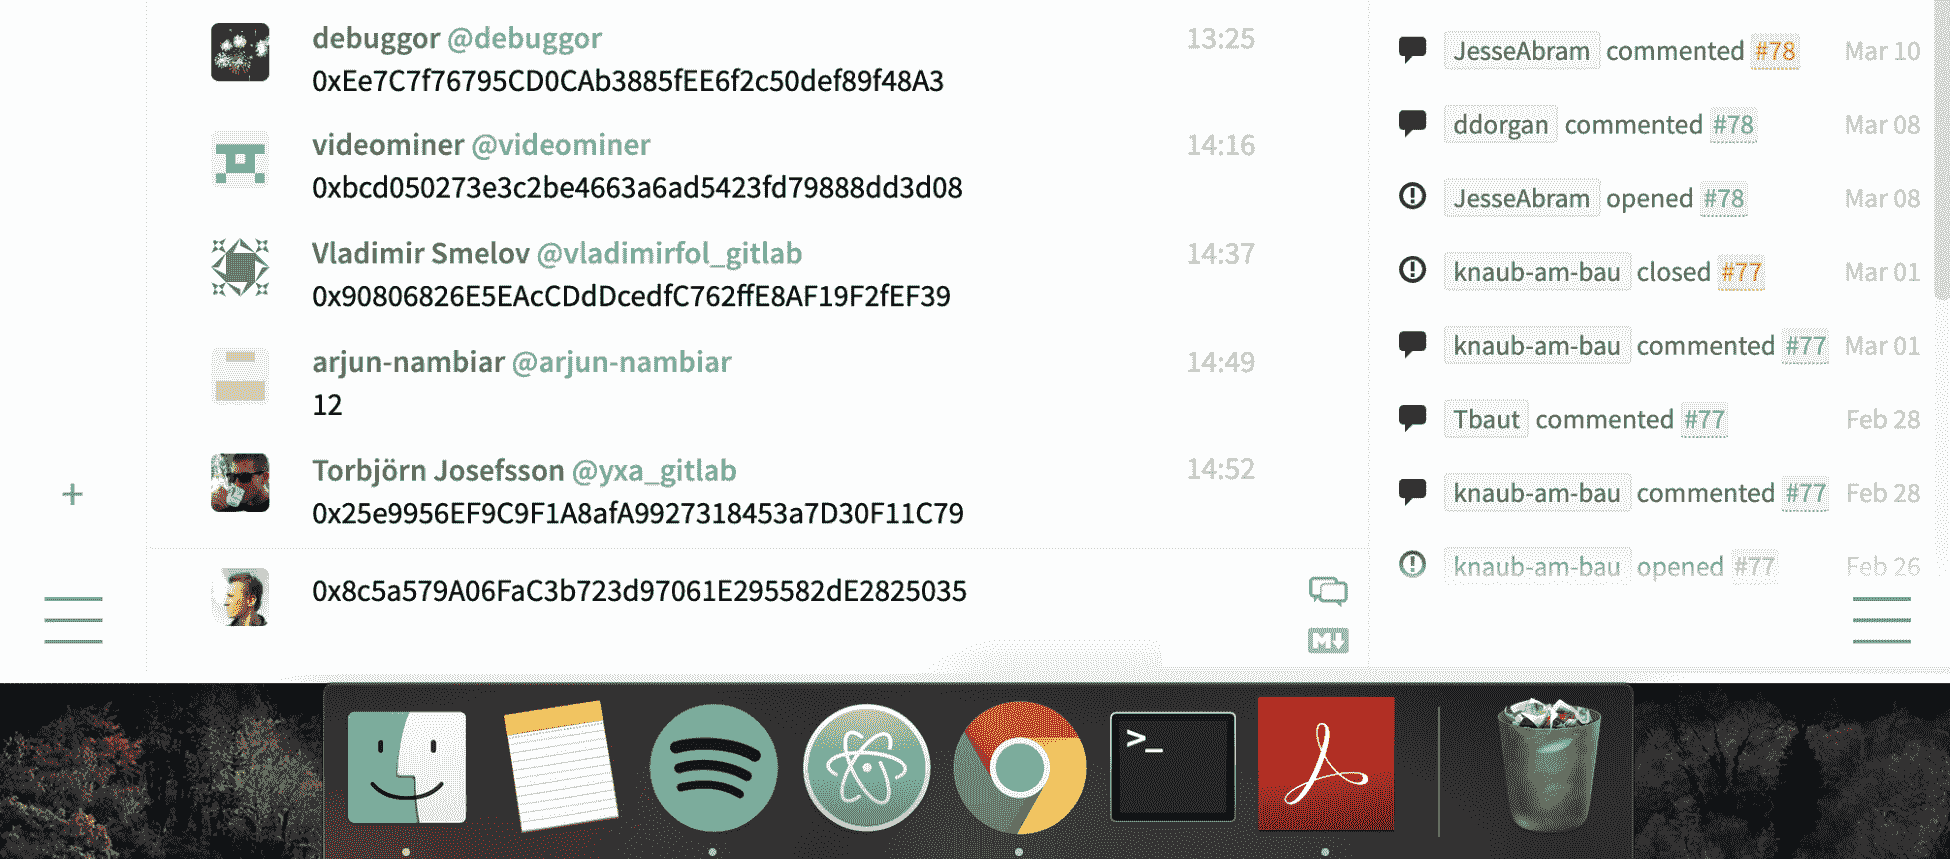 debuggor @debuggor 13:25
0xEe7C7f76795CD0CAb3885fEE6f2c50def89f48A3
videominer @videominer 14:16
0xbcd050273e3c2be4663a6ad5423fd79888dd3d08
Vladimir Smelov @vladimirfol_gitlab 14:37
0x90806826E5EAcCDdDcedfC762ffE8AF19F2fEF39
arjun-nambiar @arjun-nambiar 14:49
12
Torbjörn Josefsson @yxa_gitlab 14:52
0x25e9956EF9C9F1A8afA9927318453a7D30F11C79
0x8c5a579A06FaC3b723d97061E295582dE2825035
M↓
JesseAbram commented #78 Mar 10
ddorgan commented #78 Mar 08
JesseAbram opened #78 Mar 08
knaub-am-bau closed #77 Mar 01
knaub-am-bau commented #77 Mar 01
Tbaut commented #77 Feb 28
knaub-am-bau commented #77 Feb 28
knaub-am-bau opened #77 Feb 26
>_